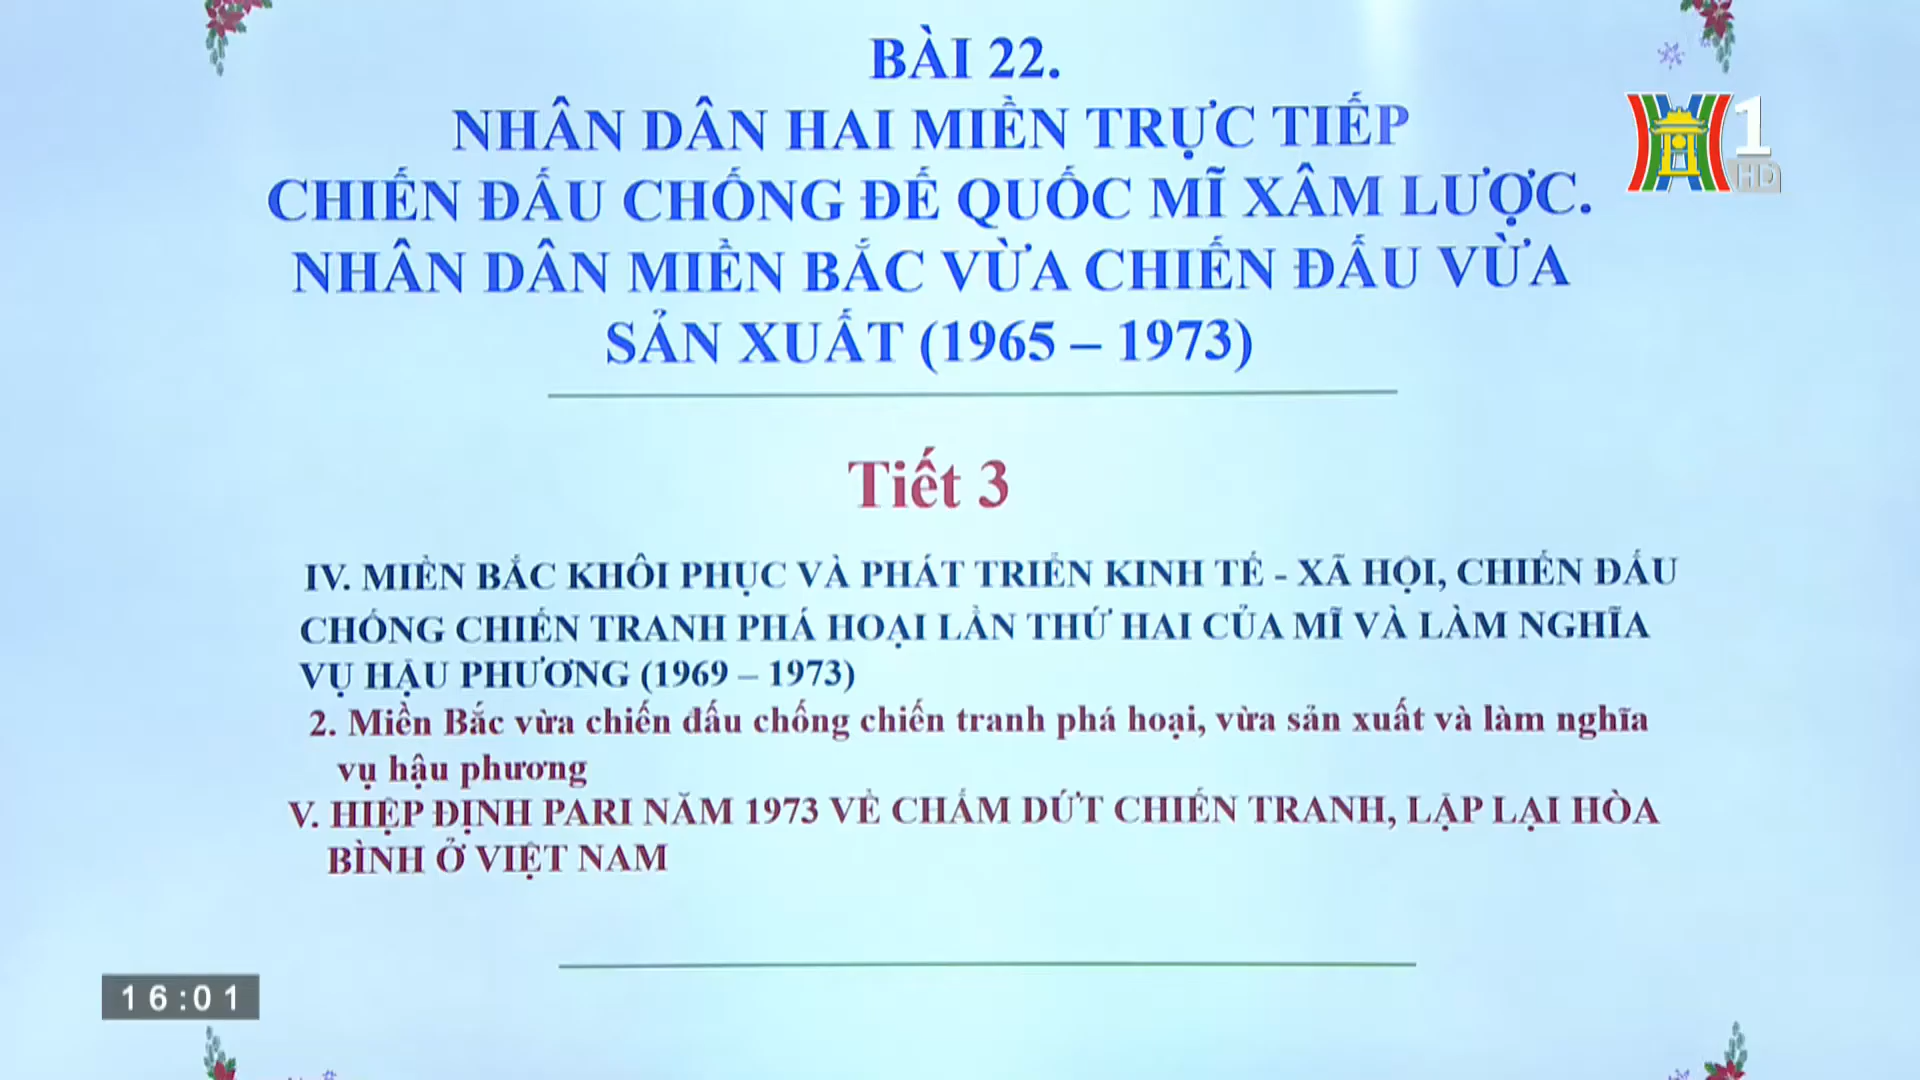 BÀI 22.
NHÂN DÂN HAI MIỀN TRỰC TIẾP
CHIẾN ĐẤU CHỐNG ĐẾ QUỐC MĨ XÂM LƯỢC.
NHÂN DÂN MIỀN BẮC VỪA CHIẾN ĐẤU VỪA
SẢN XUẤT (1965 – 1973)
1
HD
Tiết 3
IV. MIỀN BẮC KHÔI PHỤC VÀ PHÁT TRIỂN KINH TẾ - XÃ HỘI, CHIẾN ĐẤU
CHỐNG CHIẾN TRANH PHÁ HOẠI LẦN THỨ HAI CỦA MĨ VÀ LÀM NGHĨA
VỤ HẬU PHƯƠNG (1969 – 1973)
2. Miền Bắc vừa chiến đấu chống chiến tranh phá hoại, vừa sản xuất và làm nghĩa
vụ hậu phương
V. HIỆP ĐỊNH PARI NĂM 1973 VỀ CHẤM DỨT CHIẾN TRANH, LẬP LẠI HÒA
BÌNH Ở VIỆT NAM
16:01